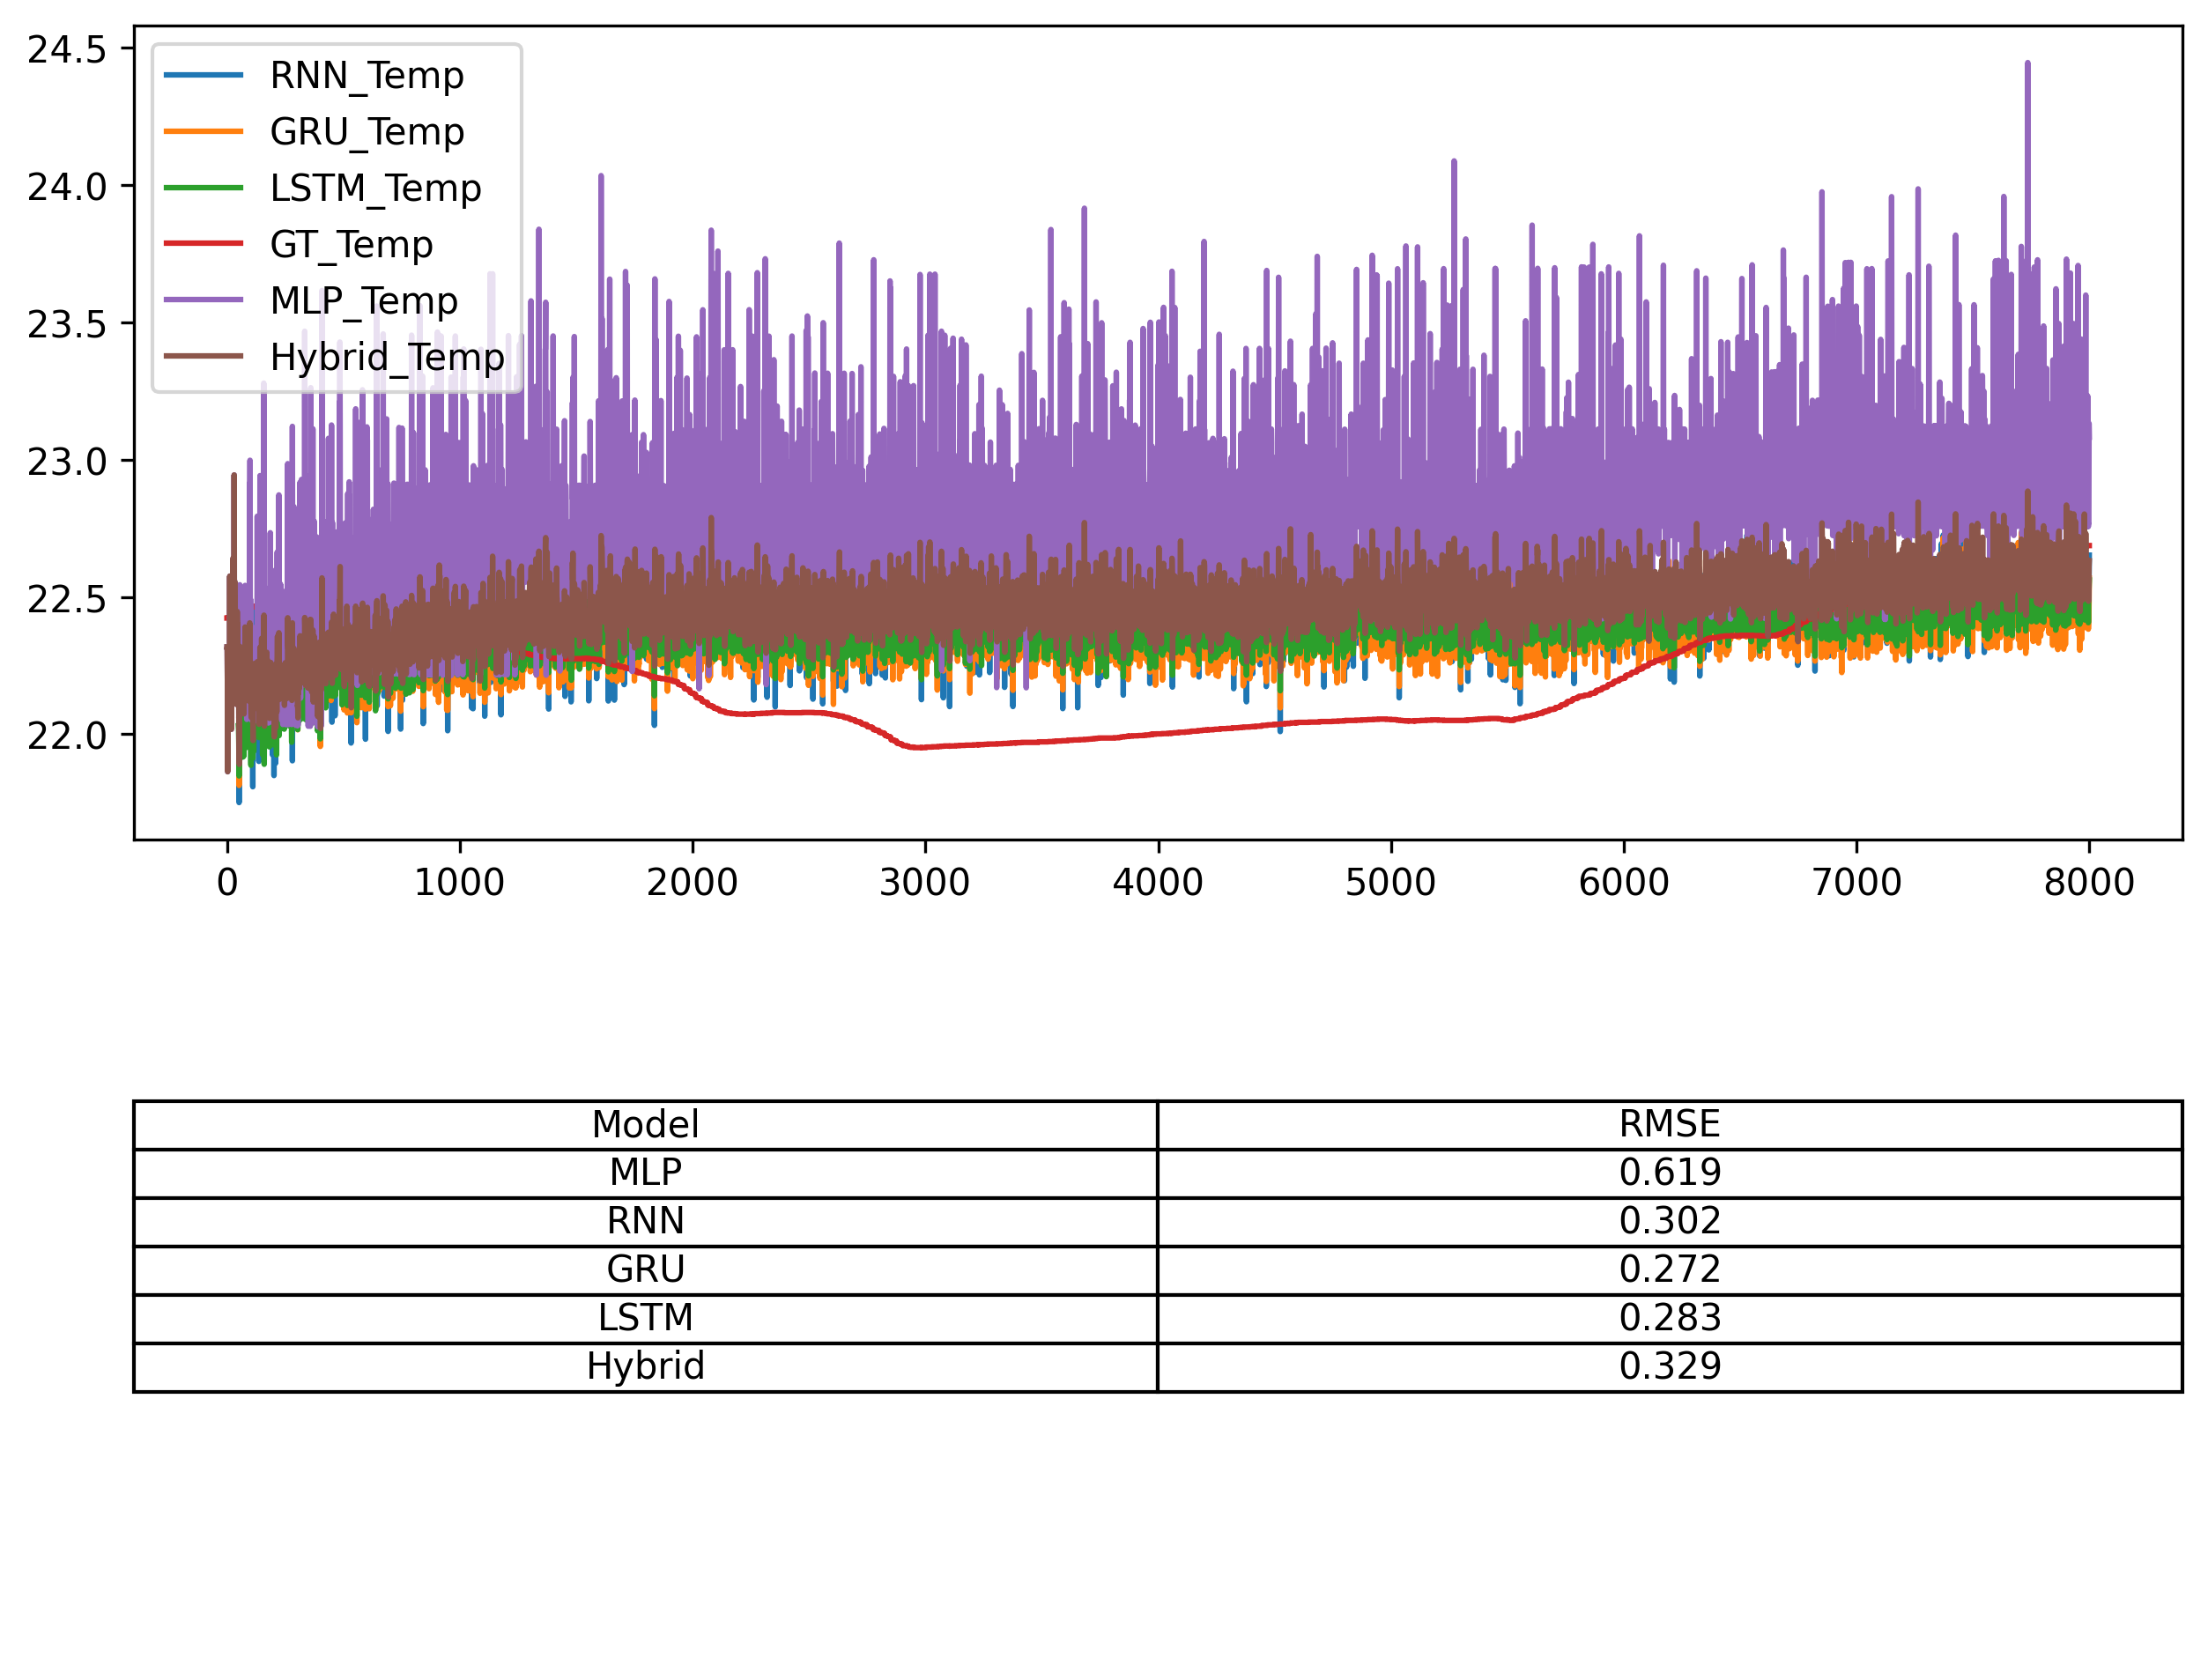 24.5
24.0
23.5
23.0
22.5
22.0
RNN_Temp
GRU_Temp
LSTM_Temp
GT_Temp
MLP_Temp
Hybrid_Temp
0 1000 2000 3000 4000 5000 6000 7000 8000
Model RMSE
MLP 0.619
RNN 0.302
GRU 0.272
LSTM 0.283
Hybrid 0.329